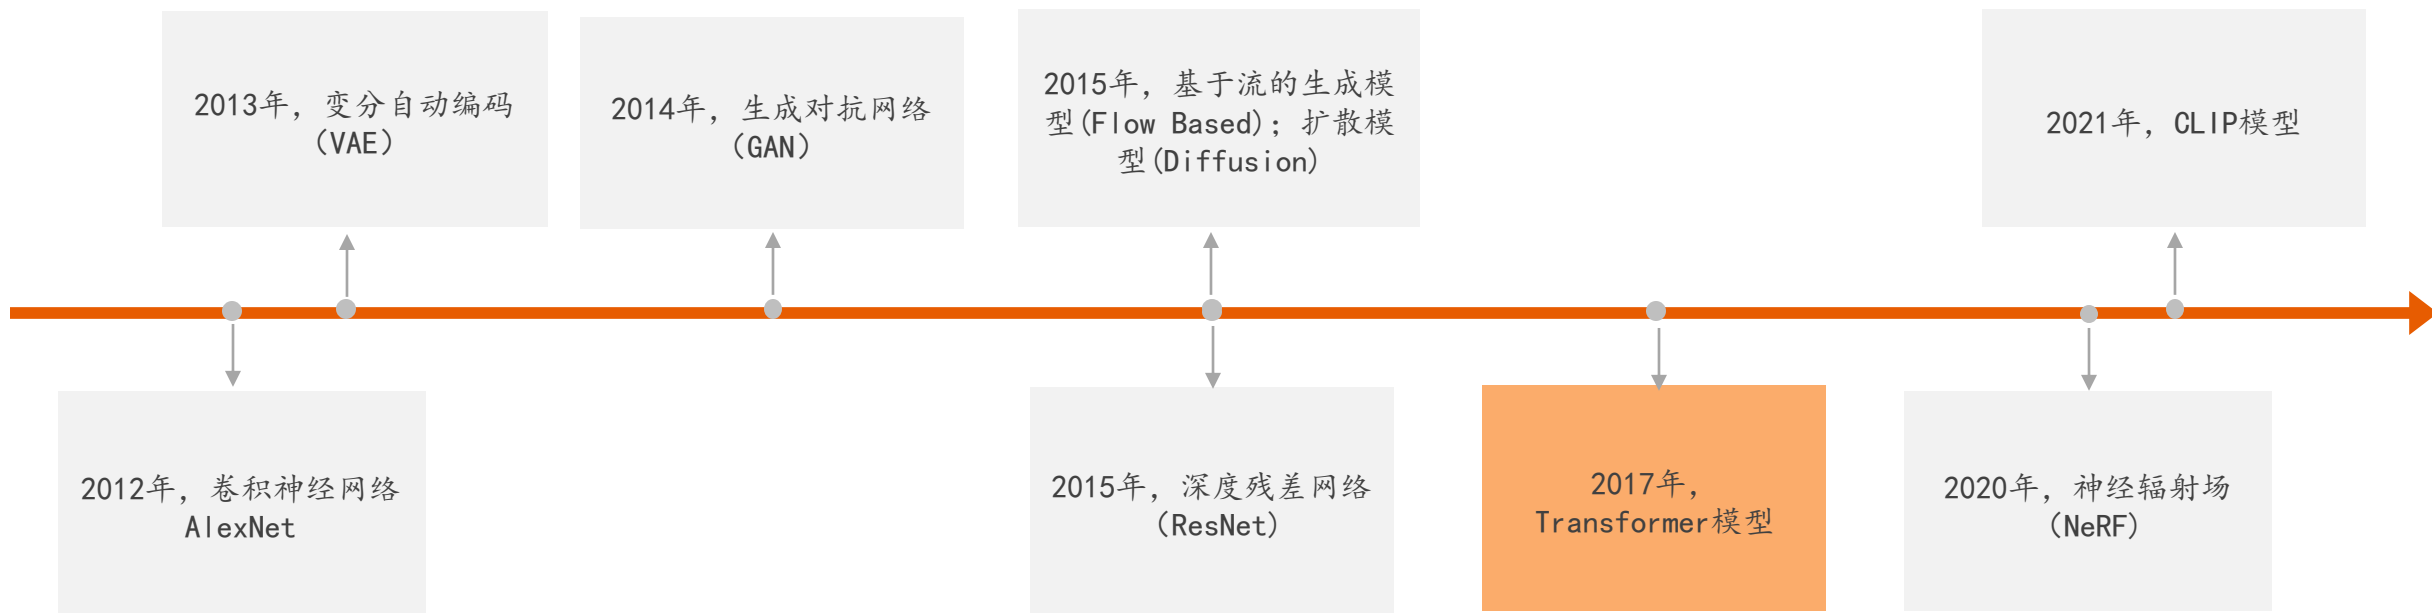 2013年，变分自动编码
（VAE）
2014年，生成对抗网络
（GAN）
2015年，基于流的生成模
型(Flow Based)；扩散模
型(Diffusion)
2021年，CLIP模型
2012年，卷积神经网络
AlexNet
2015年，深度残差网络
（ResNet）
2017年，
Transformer模型
2020年，神经辐射场
（NeRF）